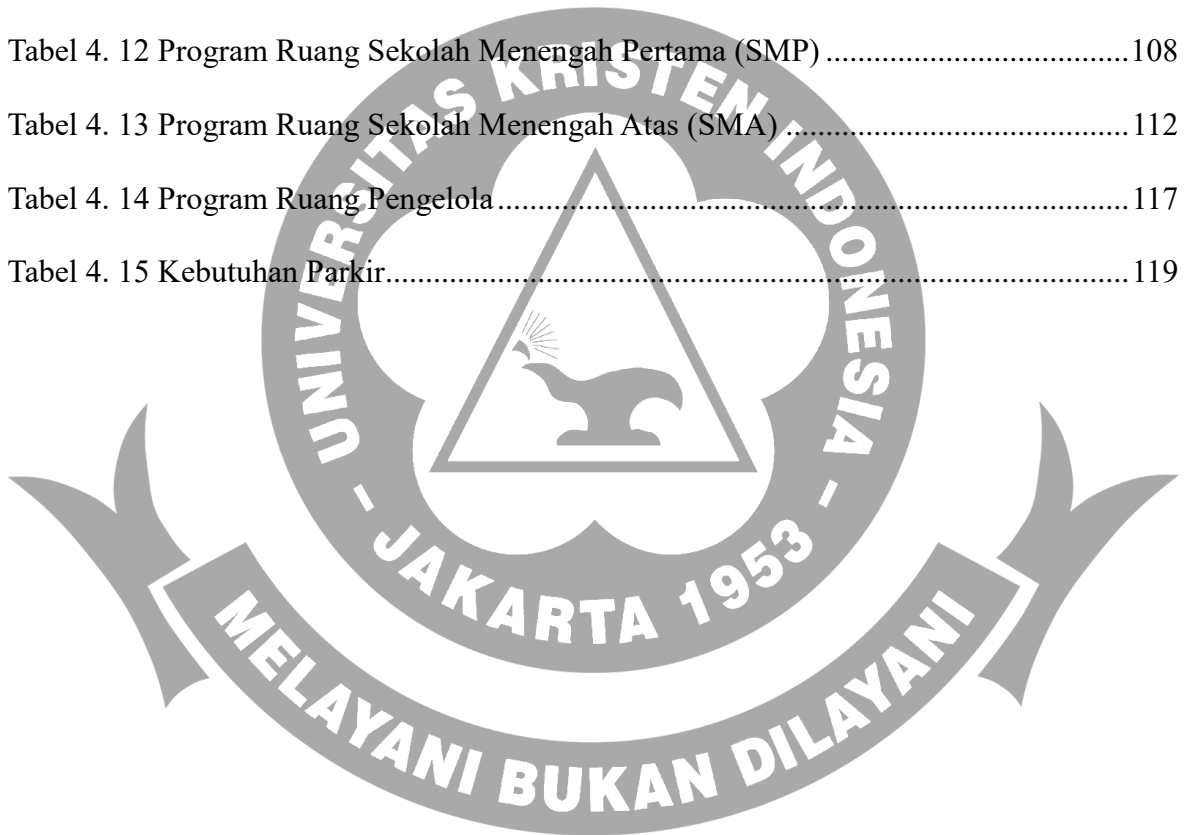 Tabel 4. 12 Program Ruang Sekolah Menengah Pertama (SMP) ................................108
Tabel 4. 13 Program Ruang Sekolah Menengah Atas (SMA) .....................................112
Tabel 4. 14 Program Ruang Pengelola......................................................................117
Tabel 4. 15 Kebutuhan Parkir...................................................................................119
UNIVERSITAS KRISTEN INDONESIA
- JAKARTA 1953 -
MELAYANI BUKAN DILAYANI